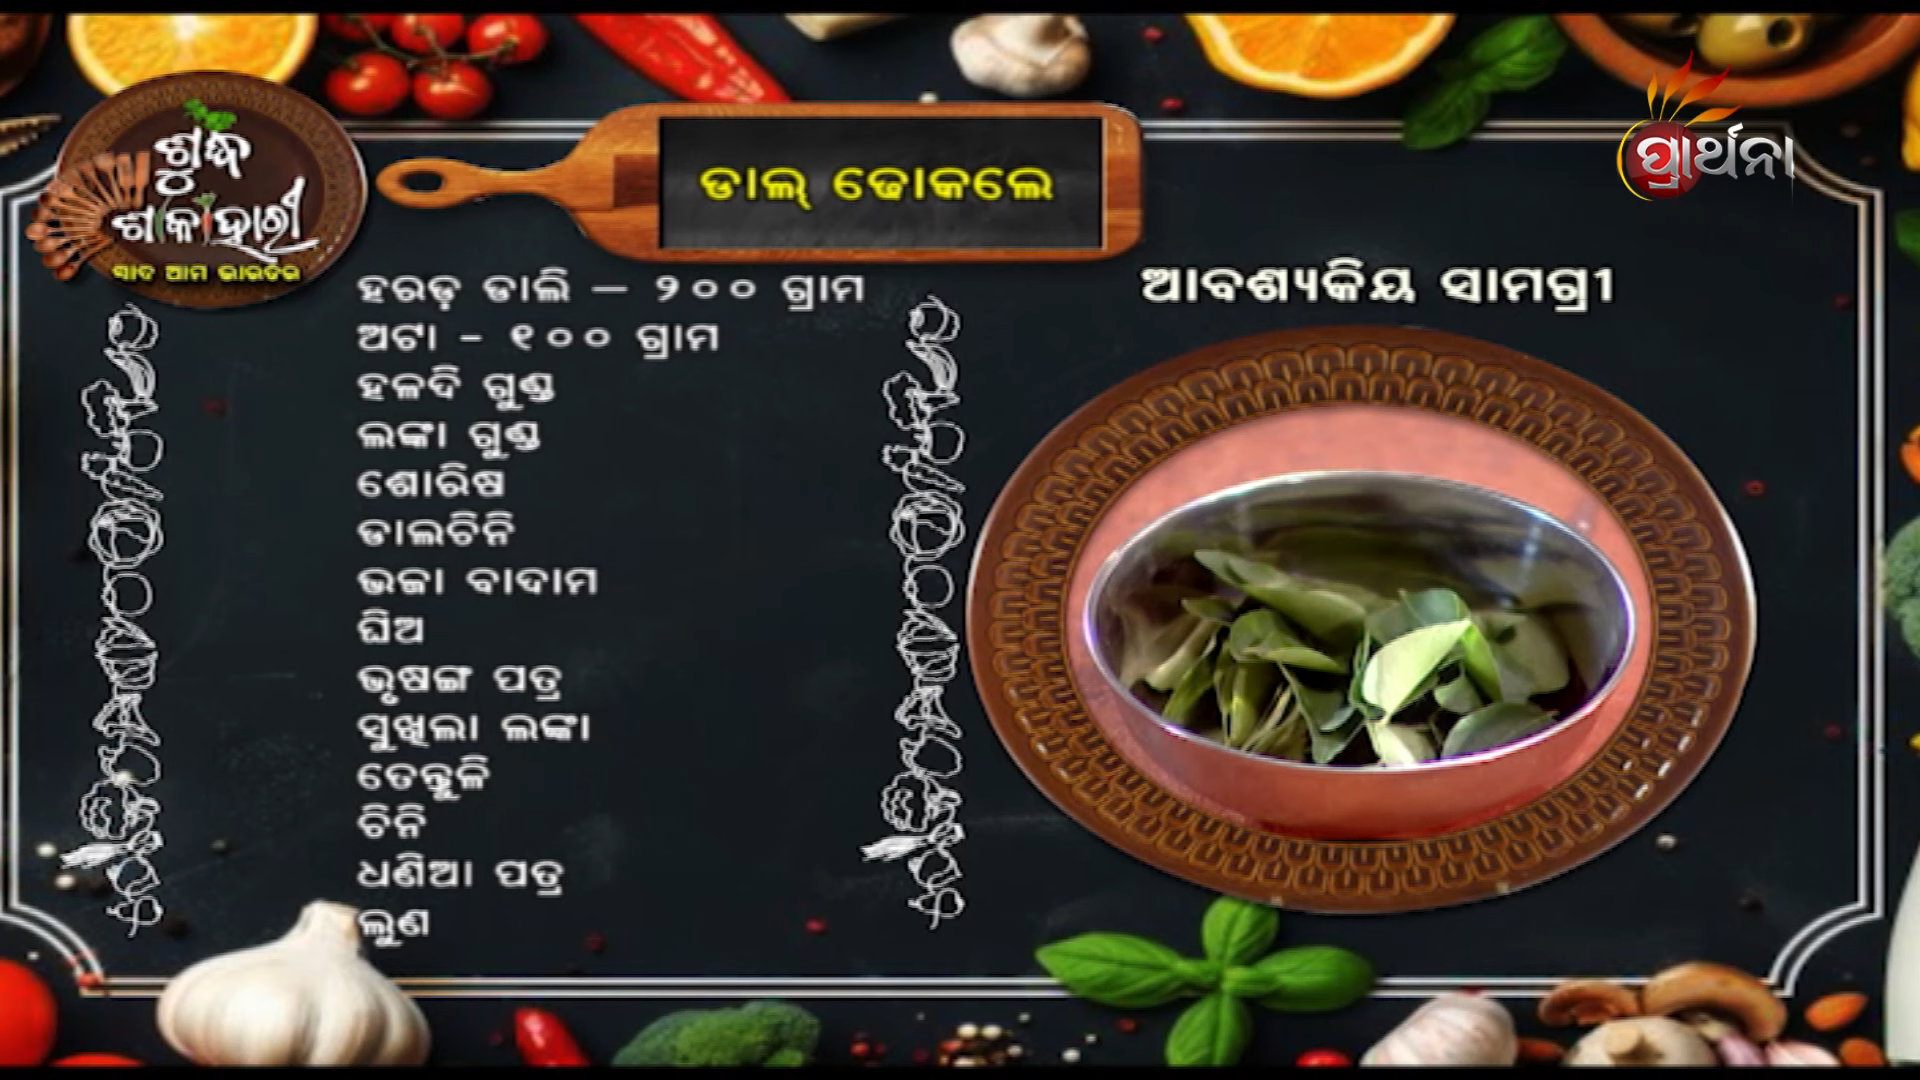 ଶୁଦ୍ଧ
ଶାକାହାରୀ
ସ୍ୱାଦ ଆମ ଭାରତର
ଡାଲ୍ ଢୋକଲେ
ପ୍ରାର୍ଥନା
ଆବଶ୍ୟକିୟ ସାମଗ୍ରୀ
ହରଡ଼ ଡାଲି — ୨୦୦ ଗ୍ରାମ
ଅଟା - ୧୦୦ ଗ୍ରାମ
ହଳଦି ଗୁଣ୍ଡ
ଲଙ୍କା ଗୁଣ୍ଡ
ଶୋରିଷ
ଡାଲଚିନି
ଭଜା ବାଦାମ
ଘିଅ
ଭୃଷଙ୍ଗ ପତ୍ର
ସୁଖିଲା ଲଙ୍କା
ତେନ୍ତୁଳି
ଚିନି
ଧଣିଆ ପତ୍ର
ଲୁଣ